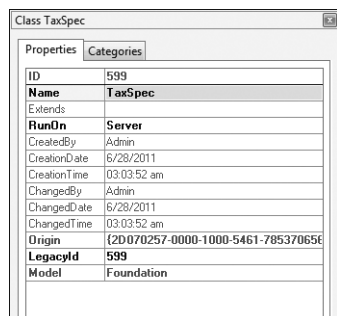 Class TaxSpec
Properties Categories
ID 599
Name TaxSpec
Extends
RunOn Server
CreatedBy Admin
CreationDate 6/28/2011
CreationTime 03:03:52 am
ChangedBy Admin
ChangedDate 6/28/2011
ChangedTime 03:03:52 am
Origin {2D070257-0000-1000-5461-785370656
LegacyId 599
Model Foundation